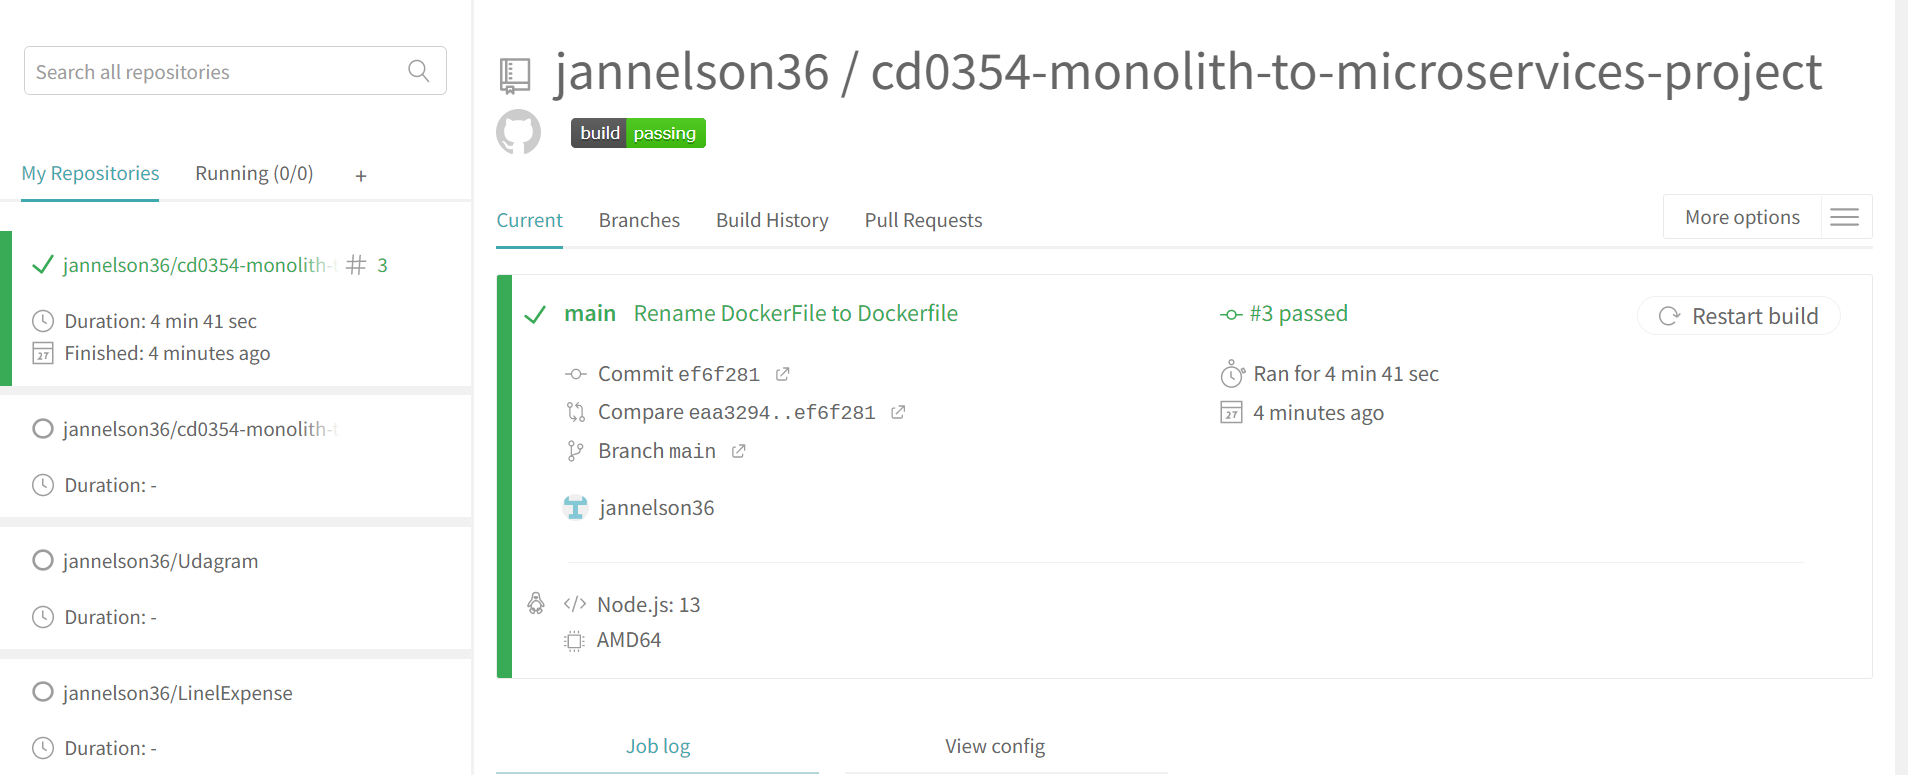 Search all repositories
My Repositories Running (0/0) +
jannelson36/cd0354-monolith- # 3
Duration: 4 min 41 sec
27 Finished: 4 minutes ago
jannelson36/cd0354-monolith-
Duration: -
jannelson36/Udagram
Duration: -
jannelson36/LinelExpense
Duration: -
jannelson36 / cd0354-monolith-to-microservices-project
build passing
Current Branches Build History Pull Requests More options
main Rename DockerFile to Dockerfile #3 passed Restart build
Commit ef6f281 Ran for 4 min 41 sec
Compare eaa3294..ef6f281 27 4 minutes ago
Branch main
jannelson36
</> Node.js: 13
AMD64
Job log View config